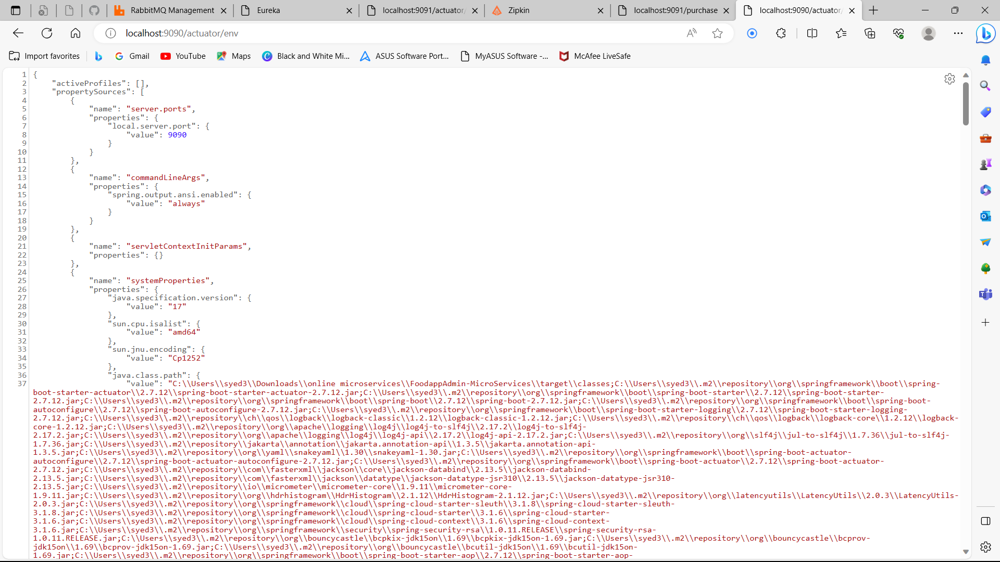 RabbitMQ Management
Eureka
localhost:9091/actuator/
Zipkin
localhost:9091/purchase
localhost:9090/actuator/
localhost:9090/actuator/env
Import favorites
Gmail
YouTube
Maps
Black and White Mi...
ASUS Software Port...
MyASUS Software -...
McAfee LiveSafe
1 {
2 "activeProfiles": [],
3 "propertySources": [
4 {
5 "name": "server.ports",
6 "properties": {
7 "local.server.port": {
8 "value": 9090
9 }
10 }
11 },
12 {
13 "name": "commandLineArgs",
14 "properties": {
15 "spring.output.ansi.enabled": {
16 "value": "always"
17 }
18 }
19 },
20 {
21 "name": "servletContextInitParams",
22 "properties": {}
23 },
24 {
25 "name": "systemProperties",
26 "properties": {
27 "java.specification.version": {
28 "value": "17"
29 },
30 "sun.cpu.isalist": {
31 "value": "amd64"
32 },
33 "sun.jnu.encoding": {
34 "value": "Cp1252"
35 },
36 "java.class.path": {
37 "value": "C:\\Users\\syed3\\Downloads\\online microservices\\FoodappAdmin-MicroServices\\target\\classes;C:\\Users\\syed3\\.m2\\repository\\org\\springframework\\boot\\spring-
boot-starter-actuator\\2.7.12\\spring-boot-starter-actuator-2.7.12.jar;C:\\Users\\syed3\\.m2\\repository\\org\\springframework\\boot\\spring-boot-starter\\2.7.12\\spring-boot-starter-
2.7.12.jar;C:\\Users\\syed3\\.m2\\repository\\org\\springframework\\boot\\spring-boot\\2.7.12\\spring-boot-2.7.12.jar;C:\\Users\\syed3\\.m2\\repository\\org\\springframework\\boot\\spring-boot-
autoconfigure\\2.7.12\\spring-boot-autoconfigure-2.7.12.jar;C:\\Users\\syed3\\.m2\\repository\\org\\springframework\\boot\\spring-boot-starter-logging\\2.7.12\\spring-boot-starter-logging-
2.7.12.jar;C:\\Users\\syed3\\.m2\\repository\\ch\\qos\\logback\\logback-classic\\1.2.12\\logback-classic-1.2.12.jar;C:\\Users\\syed3\\.m2\\repository\\ch\\qos\\logback\\logback-core\\1.2.12\\logback-
core-1.2.12.jar;C:\\Users\\syed3\\.m2\\repository\\org\\apache\\logging\\log4j\\log4j-to-slf4j\\2.17.2\\log4j-to-slf4j-
2.17.2.jar;C:\\Users\\syed3\\.m2\\repository\\org\\apache\\logging\\log4j\\log4j-api\\2.17.2\\log4j-api-2.17.2.jar;C:\\Users\\syed3\\.m2\\repository\\org\\slf4j\\jul-to-slf4j\\1.7.36\\jul-to-slf4j-
1.7.36.jar;C:\\Users\\syed3\\.m2\\repository\\jakarta\\annotation\\jakarta.annotation-api\\1.3.5\\jakarta.annotation-api-
1.3.5.jar;C:\\Users\\syed3\\.m2\\repository\\org\\yaml\\snakeyaml\\1.30\\snakeyaml-1.30.jar;C:\\Users\\syed3\\.m2\\repository\\org\\springframework\\boot\\spring-boot-actuator-
autoconfigure\\2.7.12\\spring-boot-actuator-autoconfigure-2.7.12.jar;C:\\Users\\syed3\\.m2\\repository\\org\\springframework\\boot\\spring-boot-actuator\\2.7.12\\spring-boot-actuator-
2.7.12.jar;C:\\Users\\syed3\\.m2\\repository\\com\\fasterxml\\jackson\\core\\jackson-databind\\2.13.5\\jackson-databind-
2.13.5.jar;C:\\Users\\syed3\\.m2\\repository\\com\\fasterxml\\jackson\\datatype\\jackson-datatype-jsr310\\2.13.5\\jackson-datatype-jsr310-
2.13.5.jar;C:\\Users\\syed3\\.m2\\repository\\io\\micrometer\\micrometer-core\\1.9.11\\micrometer-core-
1.9.11.jar;C:\\Users\\syed3\\.m2\\repository\\org\\hdrhistogram\\HdrHistogram\\2.1.12\\HdrHistogram-2.1.12.jar;C:\\Users\\syed3\\.m2\\repository\\org\\latencyutils\\LatencyUtils\\2.0.3\\LatencyUtils-
2.0.3.jar;C:\\Users\\syed3\\.m2\\repository\\org\\springframework\\cloud\\spring-cloud-starter-sleuth\\3.1.8\\spring-cloud-starter-sleuth-
3.1.8.jar;C:\\Users\\syed3\\.m2\\repository\\org\\springframework\\cloud\\spring-cloud-starter\\3.1.6\\spring-cloud-starter-
3.1.6.jar;C:\\Users\\syed3\\.m2\\repository\\org\\springframework\\cloud\\spring-cloud-context\\3.1.6\\spring-cloud-context-
3.1.6.jar;C:\\Users\\syed3\\.m2\\repository\\org\\springframework\\security\\spring-security-rsa\\1.0.11.RELEASE\\spring-security-rsa-
1.0.11.RELEASE.jar;C:\\Users\\syed3\\.m2\\repository\\org\\bouncycastle\\bcpkix-jdk15on\\1.69\\bcpkix-jdk15on-1.69.jar;C:\\Users\\syed3\\.m2\\repository\\org\\bouncycastle\\bcprov-
jdk15on\\1.69\\bcprov-jdk15on-1.69.jar;C:\\Users\\syed3\\.m2\\repository\\org\\bouncycastle\\bcutil-jdk15on\\1.69\\bcutil-jdk15on-
1.69.jar;C:\\Users\\syed3\\.m2\\repository\\org\\springframework\\boot\\spring-boot-starter-aop\\2.7.12\\spring-boot-starter-aop-